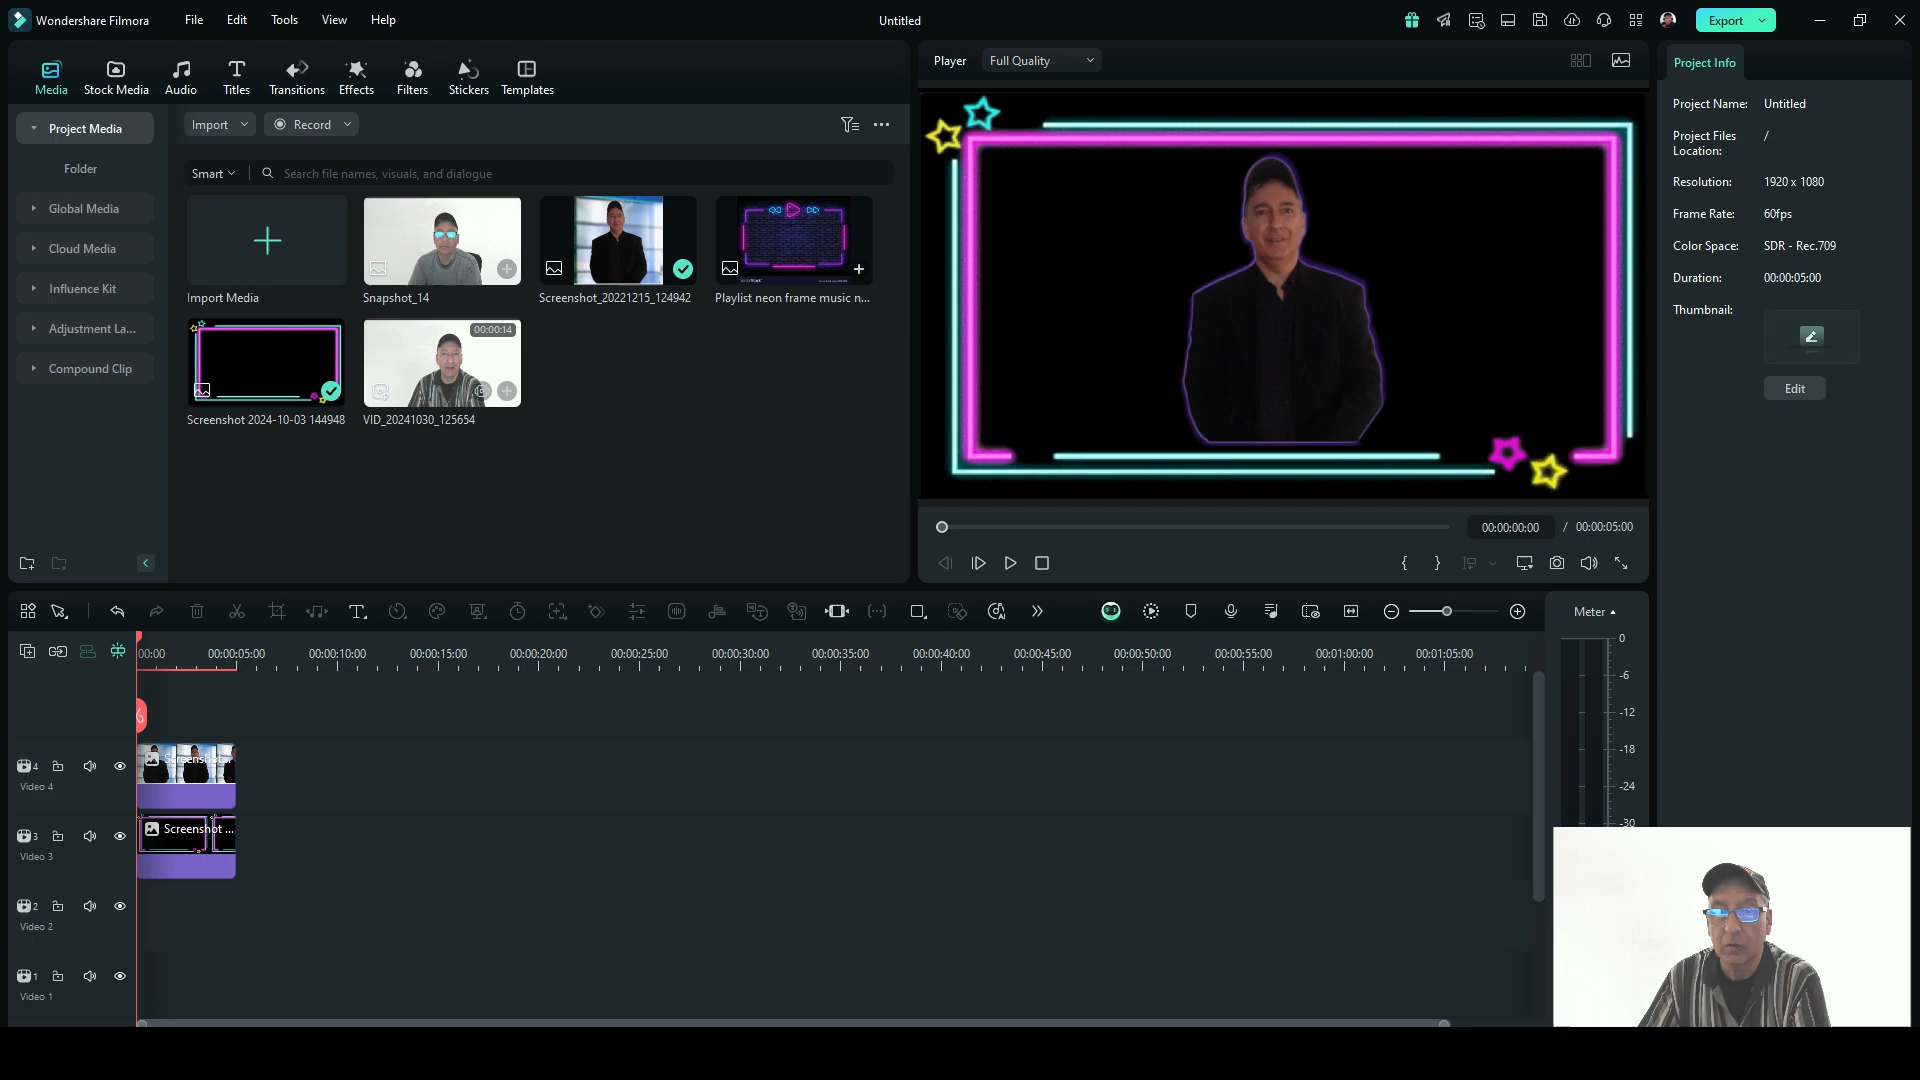 Wondershare Filmora
File
Edit
Tools
View
Help
Untitled
Export
Media
Stock Media
Audio
Titles
Transitions
Effects
Filters
Stickers
Templates
Player
Full Quality
Project Info
Project Media
Folder
Global Media
Cloud Media
Influence Kit
Adjustment La...
Compound Clip
Import
Record
Smart
Search file names, visuals, and dialogue
Import Media
Snapshot_14
Screenshot_20221215_124942
Playlist neon frame music n...
00:00:14
Screenshot 2024-10-03 144948
VID_20241030_125654
Project Name: Untitled
Project Files Location: /
Resolution: 1920 x 1080
Frame Rate: 60fps
Color Space: SDR - Rec.709
Duration: 00:00:05:00
Thumbnail:
Edit
00:00:00:00 / 00:00:05:00
Meter
00:00
00:00:05:00
00:00:10:00
00:00:15:00
00:00:20:00
00:00:25:00
00:00:30:00
00:00:35:00
00:00:40:00
00:00:45:00
00:00:50:00
00:00:55:00
00:01:00:00
00:01:05:00
0
-6
-12
-18
-24
-30
4
Video 4
Screenshot...
3
Video 3
Screenshot ...
2
Video 2
1
Video 1